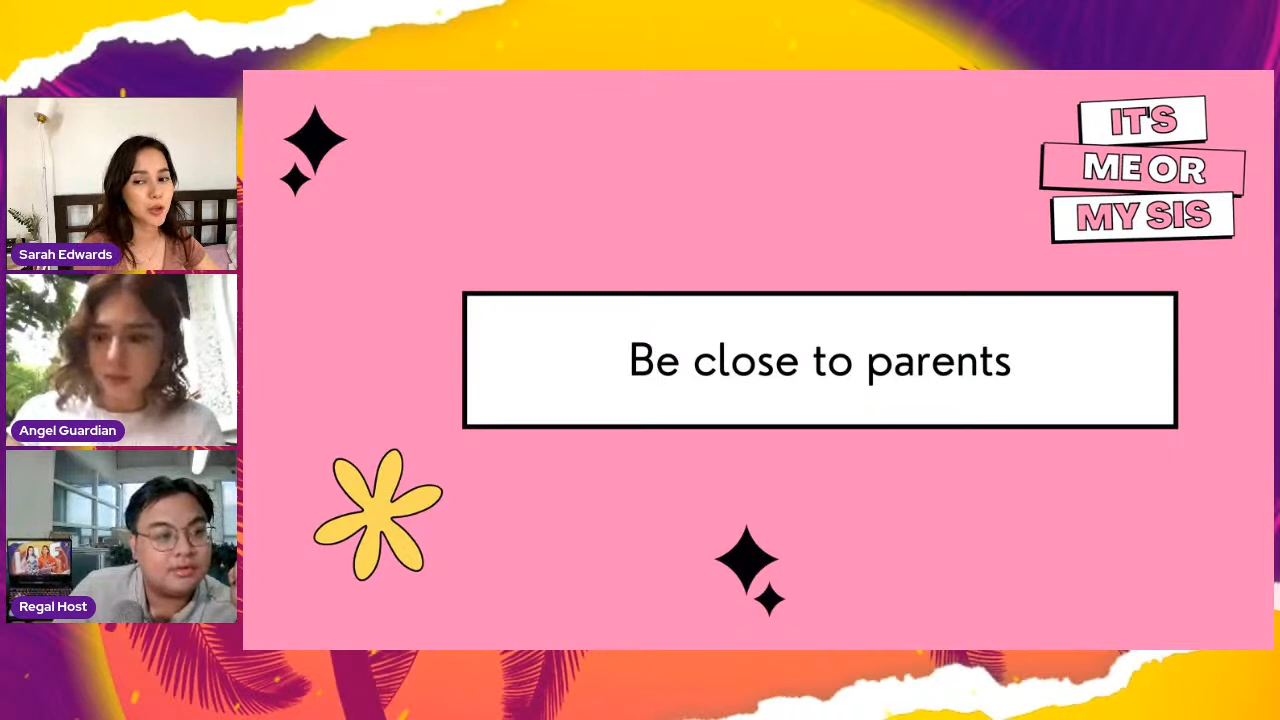 IT'S
ME OR
MY SIS
Sarah Edwards
Be close to parents
Angel Guardian
Regal Host